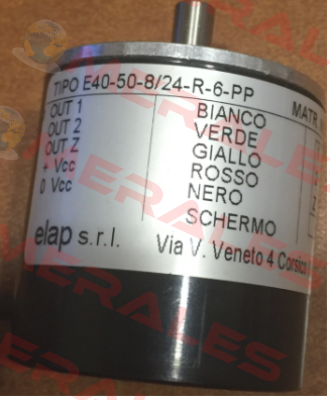 TIPO E40-50-8/24-R-6-PP MATR.
OUT 1 BIANCO
OUT 2 VERDE
OUT Z GIALLO
+ Vcc ROSSO
0 Vcc NERO
SCHERMO
elap s.r.l. Via V. Veneto 4 Corsico
MERALES